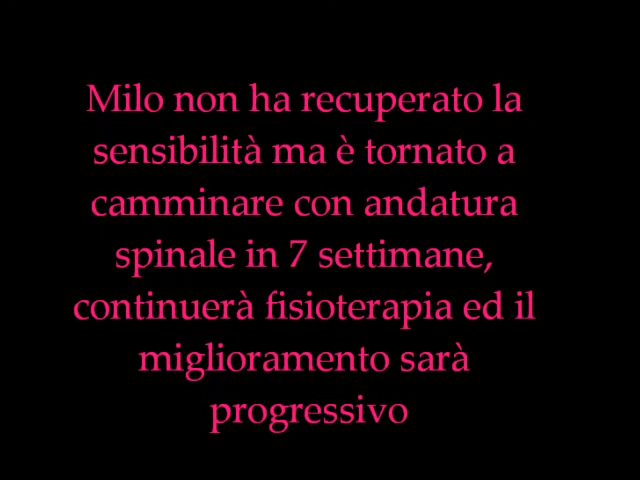 Milo non ha recuperato la
sensibilità ma è tornato a
camminare con andatura
spinale in 7 settimane,
continuerà fisioterapia ed il
miglioramento sarà
progressivo